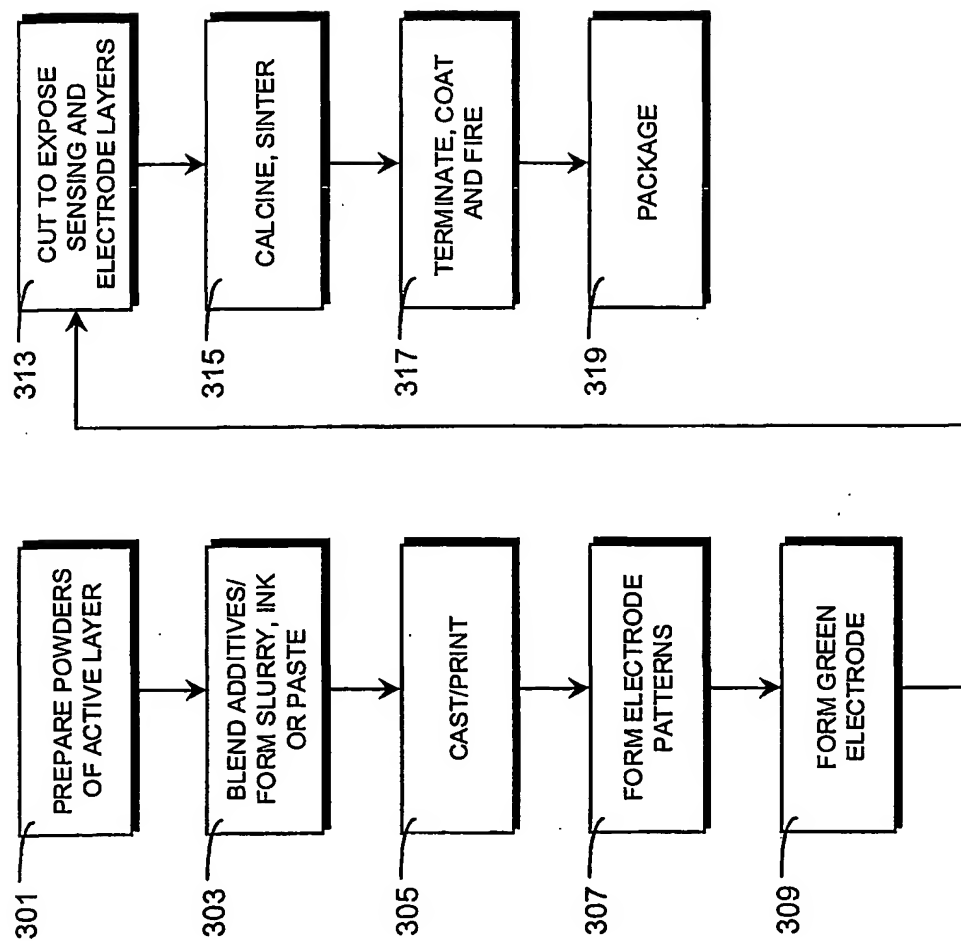 301
PREPARE POWDERS
OF ACTIVE LAYER
303
BLEND ADDITIVES/
FORM SLURRY, INK
OR PASTE
305
CAST/PRINT
307
FORM ELECTRODE
PATTERNS
309
FORM GREEN
ELECTRODE
313
CUT TO EXPOSE
SENSING AND
ELECTRODE LAYERS
315
CALCINE, SINTER
317
TERMINATE, COAT
AND FIRE
319
PACKAGE